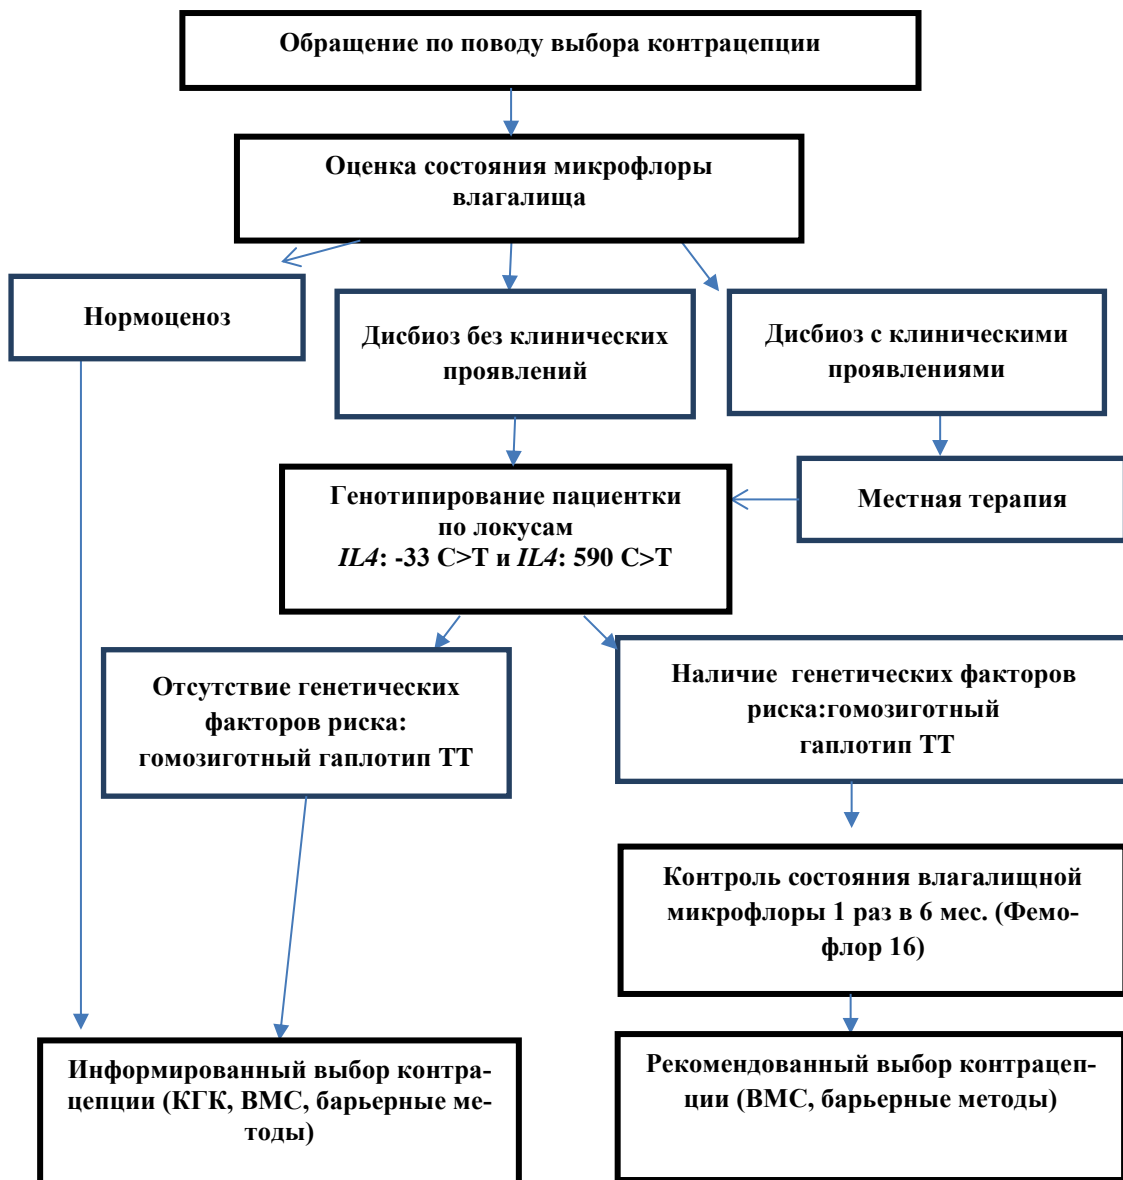 Обращение по поводу выбора контрацепции
Оценка состояния микрофлоры
влагалища
Нормоценоз
Дисбиоз без клинических
проявлений
Дисбиоз с клиническими
проявлениями
Местная терапия
Генотипирование пациентки
по локусам
IL4: -33 C>T и IL4: 590 C>T
Отсутствие генетических
факторов риска:
гомозиготный гаплотип ТТ
Наличие генетических факторов
риска:гомозиготный
гаплотип ТТ
Контроль состояния влагалищной
микрофлоры 1 раз в 6 мес. (Фемо-
флор 16)
Информированный выбор контра-
цепции (КГК, ВМС, барьерные ме-
тоды)
Рекомендованный выбор контрацеп-
ции (ВМС, барьерные методы)